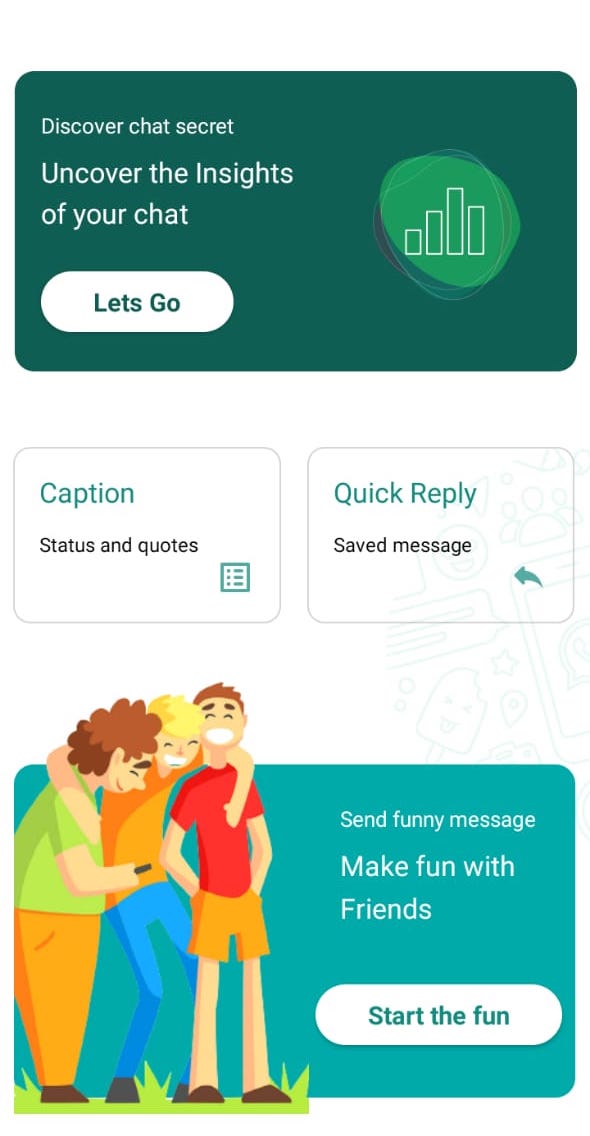 Discover chat secret
Uncover the Insights
of your chat
Lets Go
Caption
Status and quotes
Quick Reply
Saved message
Send funny message
Make fun with
Friends
Start the fun